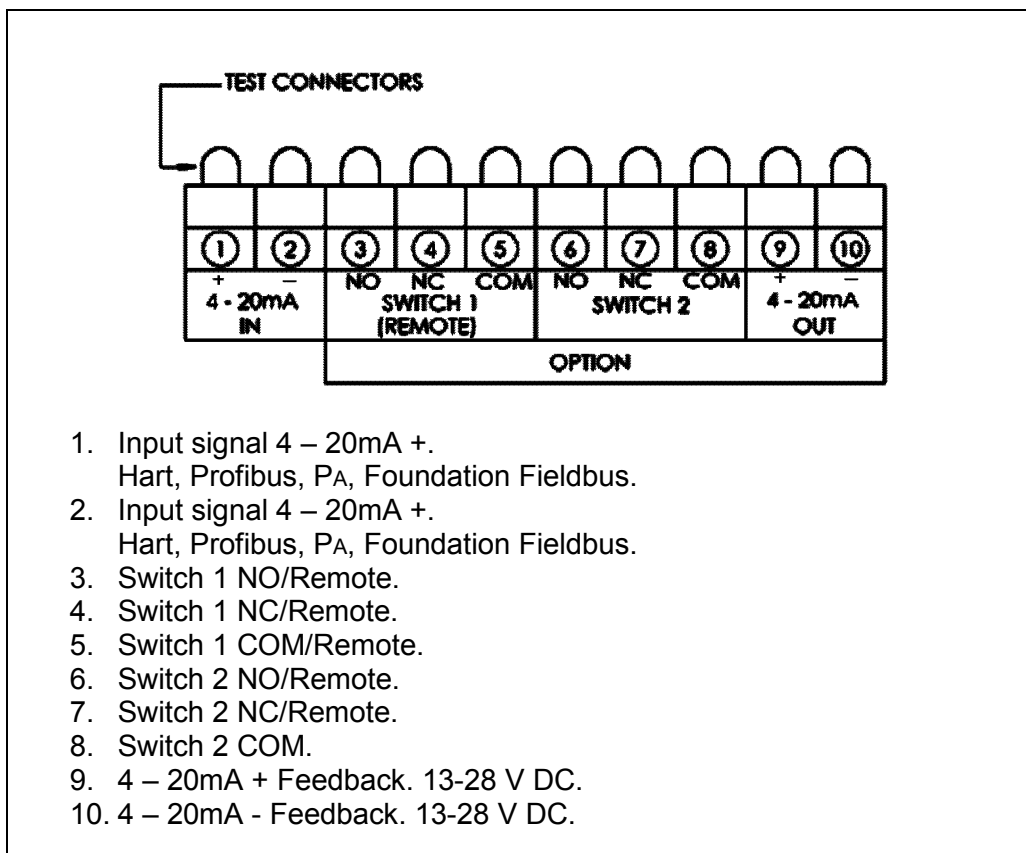 TEST CONNECTORS
1 2 3 4 5 6 7 8 9 10
+ – NO NC COM NO NC COM + –
4 - 20mA SWITCH 1 SWITCH 2 4 - 20mA
IN (REMOTE) OUT
OPTION
1. Input signal 4 – 20mA +.
Hart, Profibus, PA, Foundation Fieldbus.
2. Input signal 4 – 20mA +.
Hart, Profibus, PA, Foundation Fieldbus.
3. Switch 1 NO/Remote.
4. Switch 1 NC/Remote.
5. Switch 1 COM/Remote.
6. Switch 2 NO/Remote.
7. Switch 2 NC/Remote.
8. Switch 2 COM.
9. 4 – 20mA + Feedback. 13-28 V DC.
10. 4 – 20mA - Feedback. 13-28 V DC.